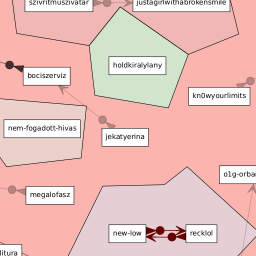 szivritmuszivatar
justagirlwithabrokensmile
holdkiralylany
bociszerviz
kn0wyourlimits
nem-fogadott-hivas
jekatyerina
o1g-orba
megalofasz
new-low
recklol
litura